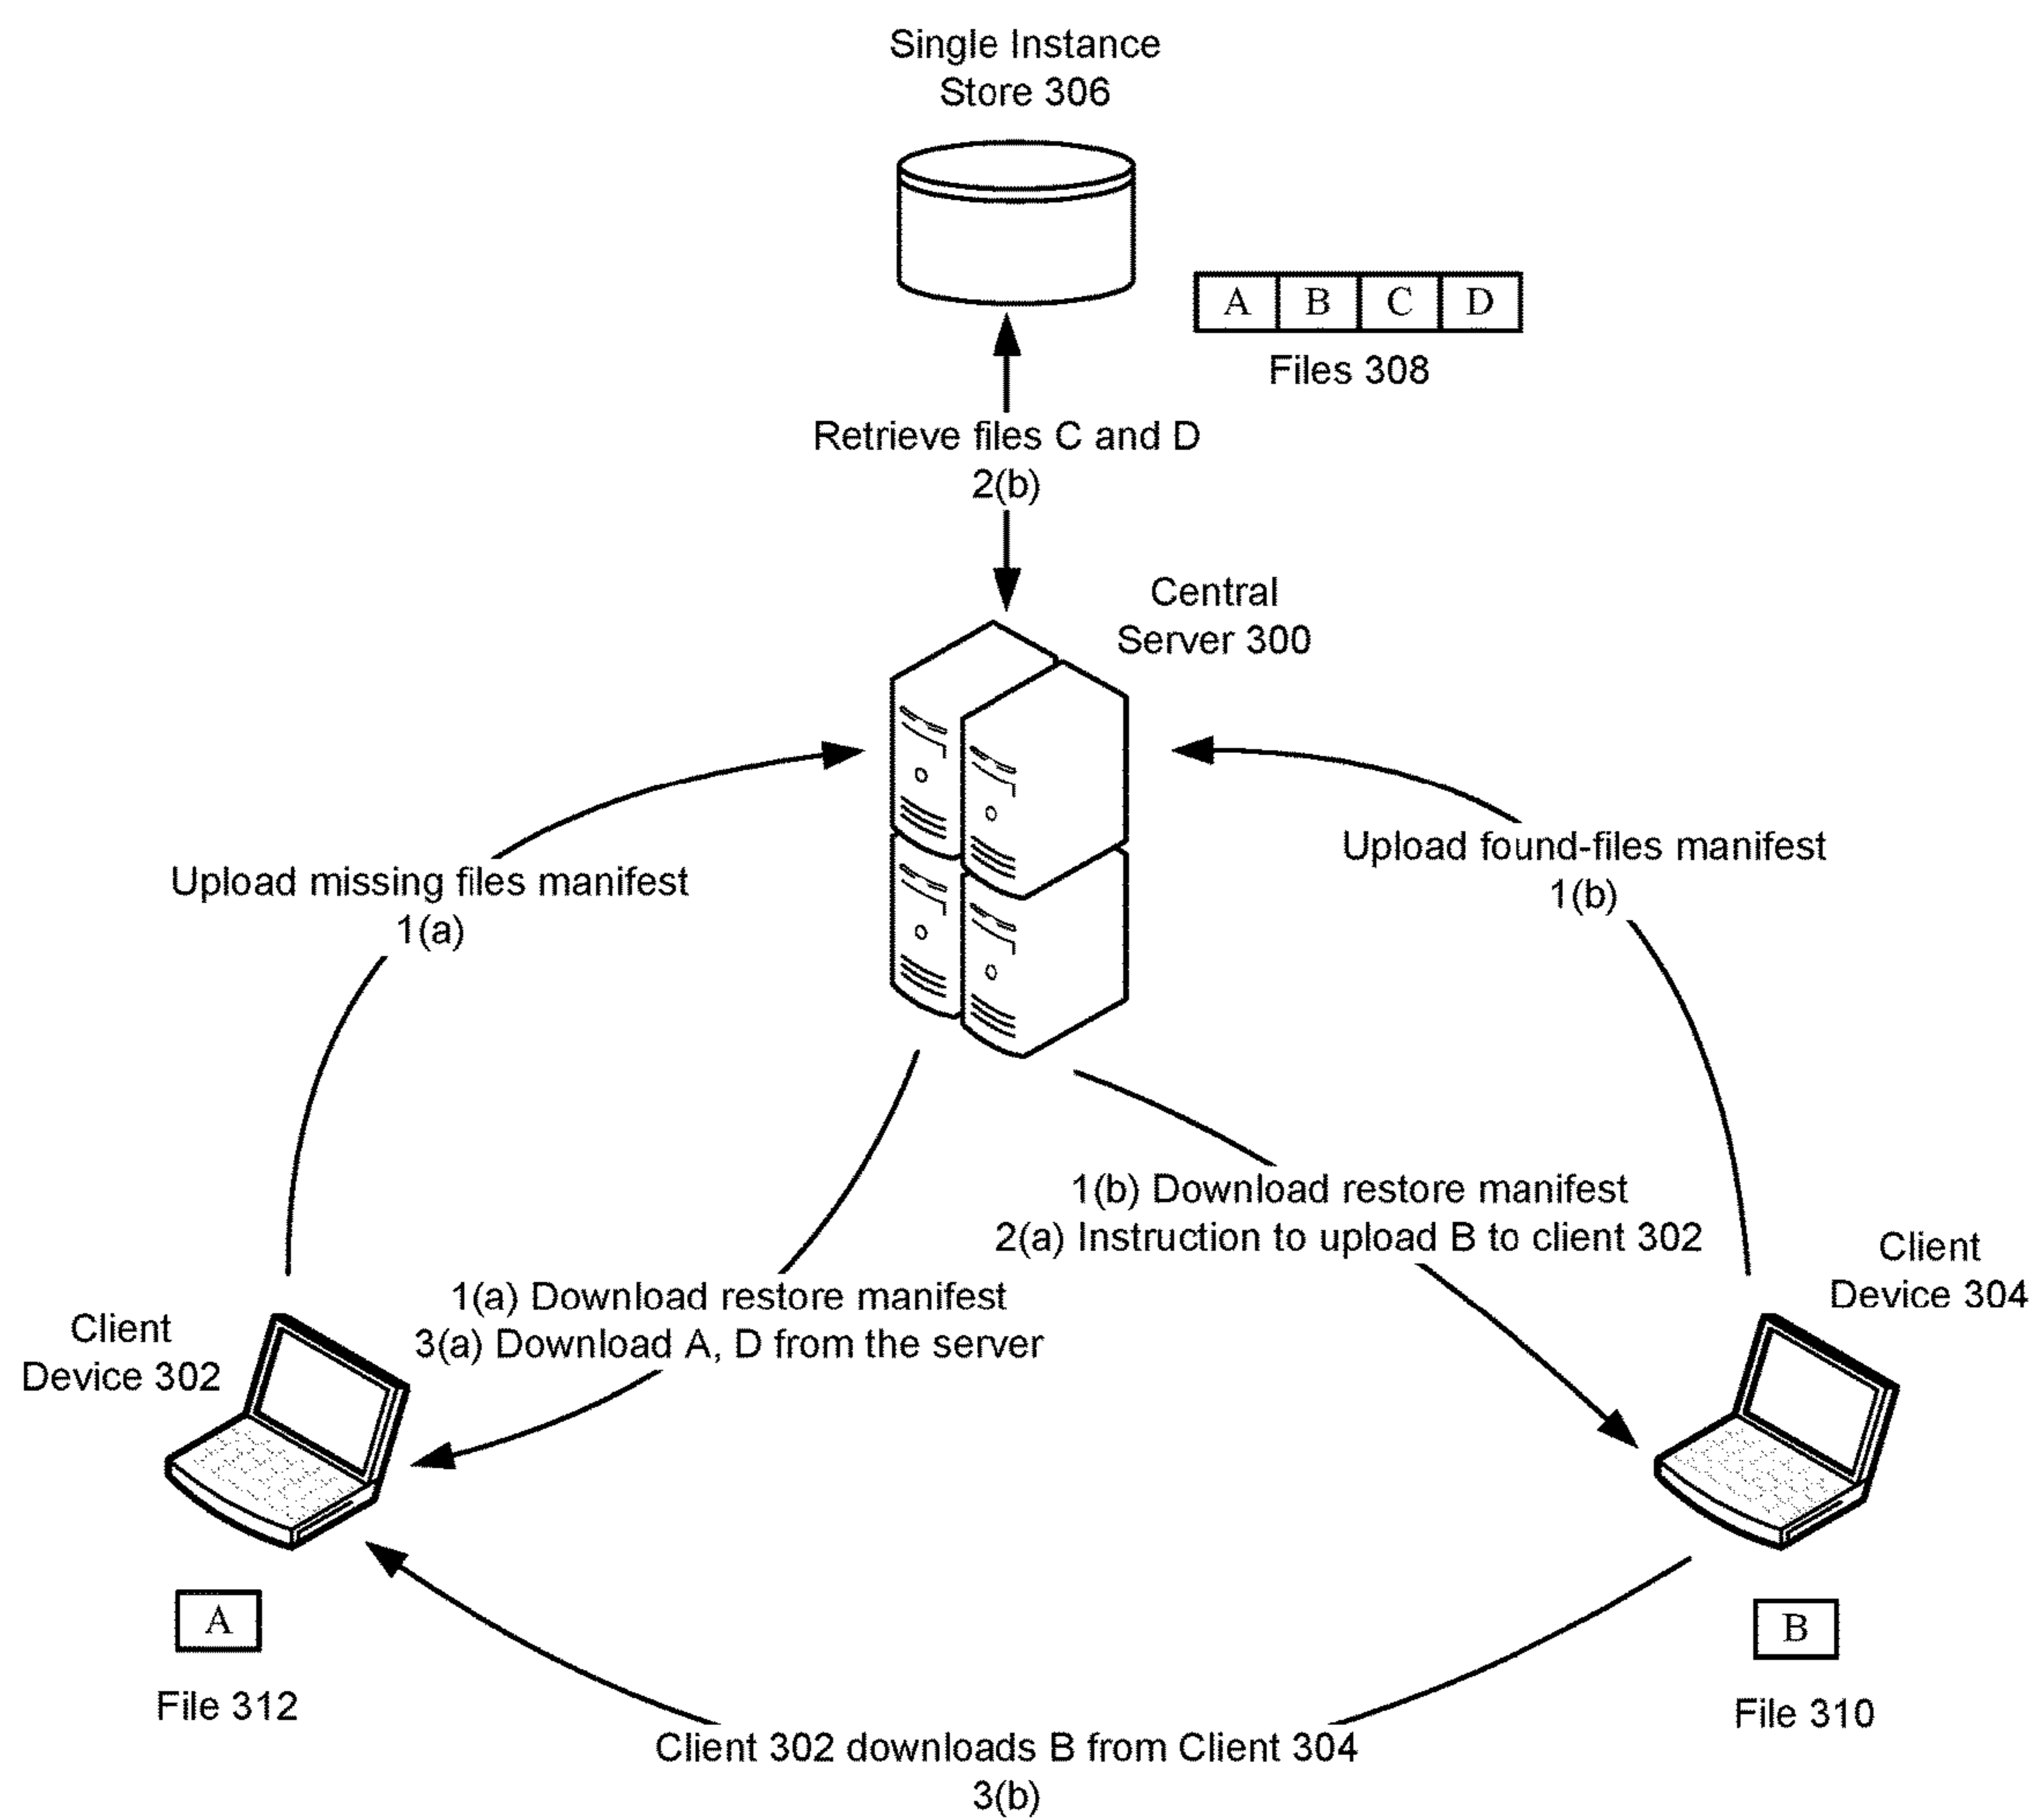 Single Instance
Store 306
A B C D
Files 308
Retrieve files C and D
2(b)
Central
Server 300
Upload missing files manifest
1(a)
Upload found-files manifest
1(b)
1(b) Download restore manifest
2(a) Instruction to upload B to client 302
Client
Device 304
1(a) Download restore manifest
3(a) Download A, D from the server
Client
Device 302
A
File 312
B
File 310
Client 302 downloads B from Client 304
3(b)